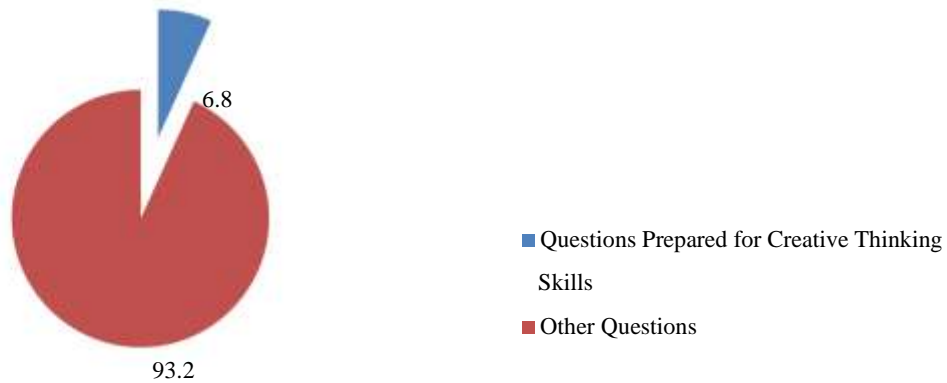 6.8
Questions Prepared for Creative Thinking
Skills
Other Questions
93.2